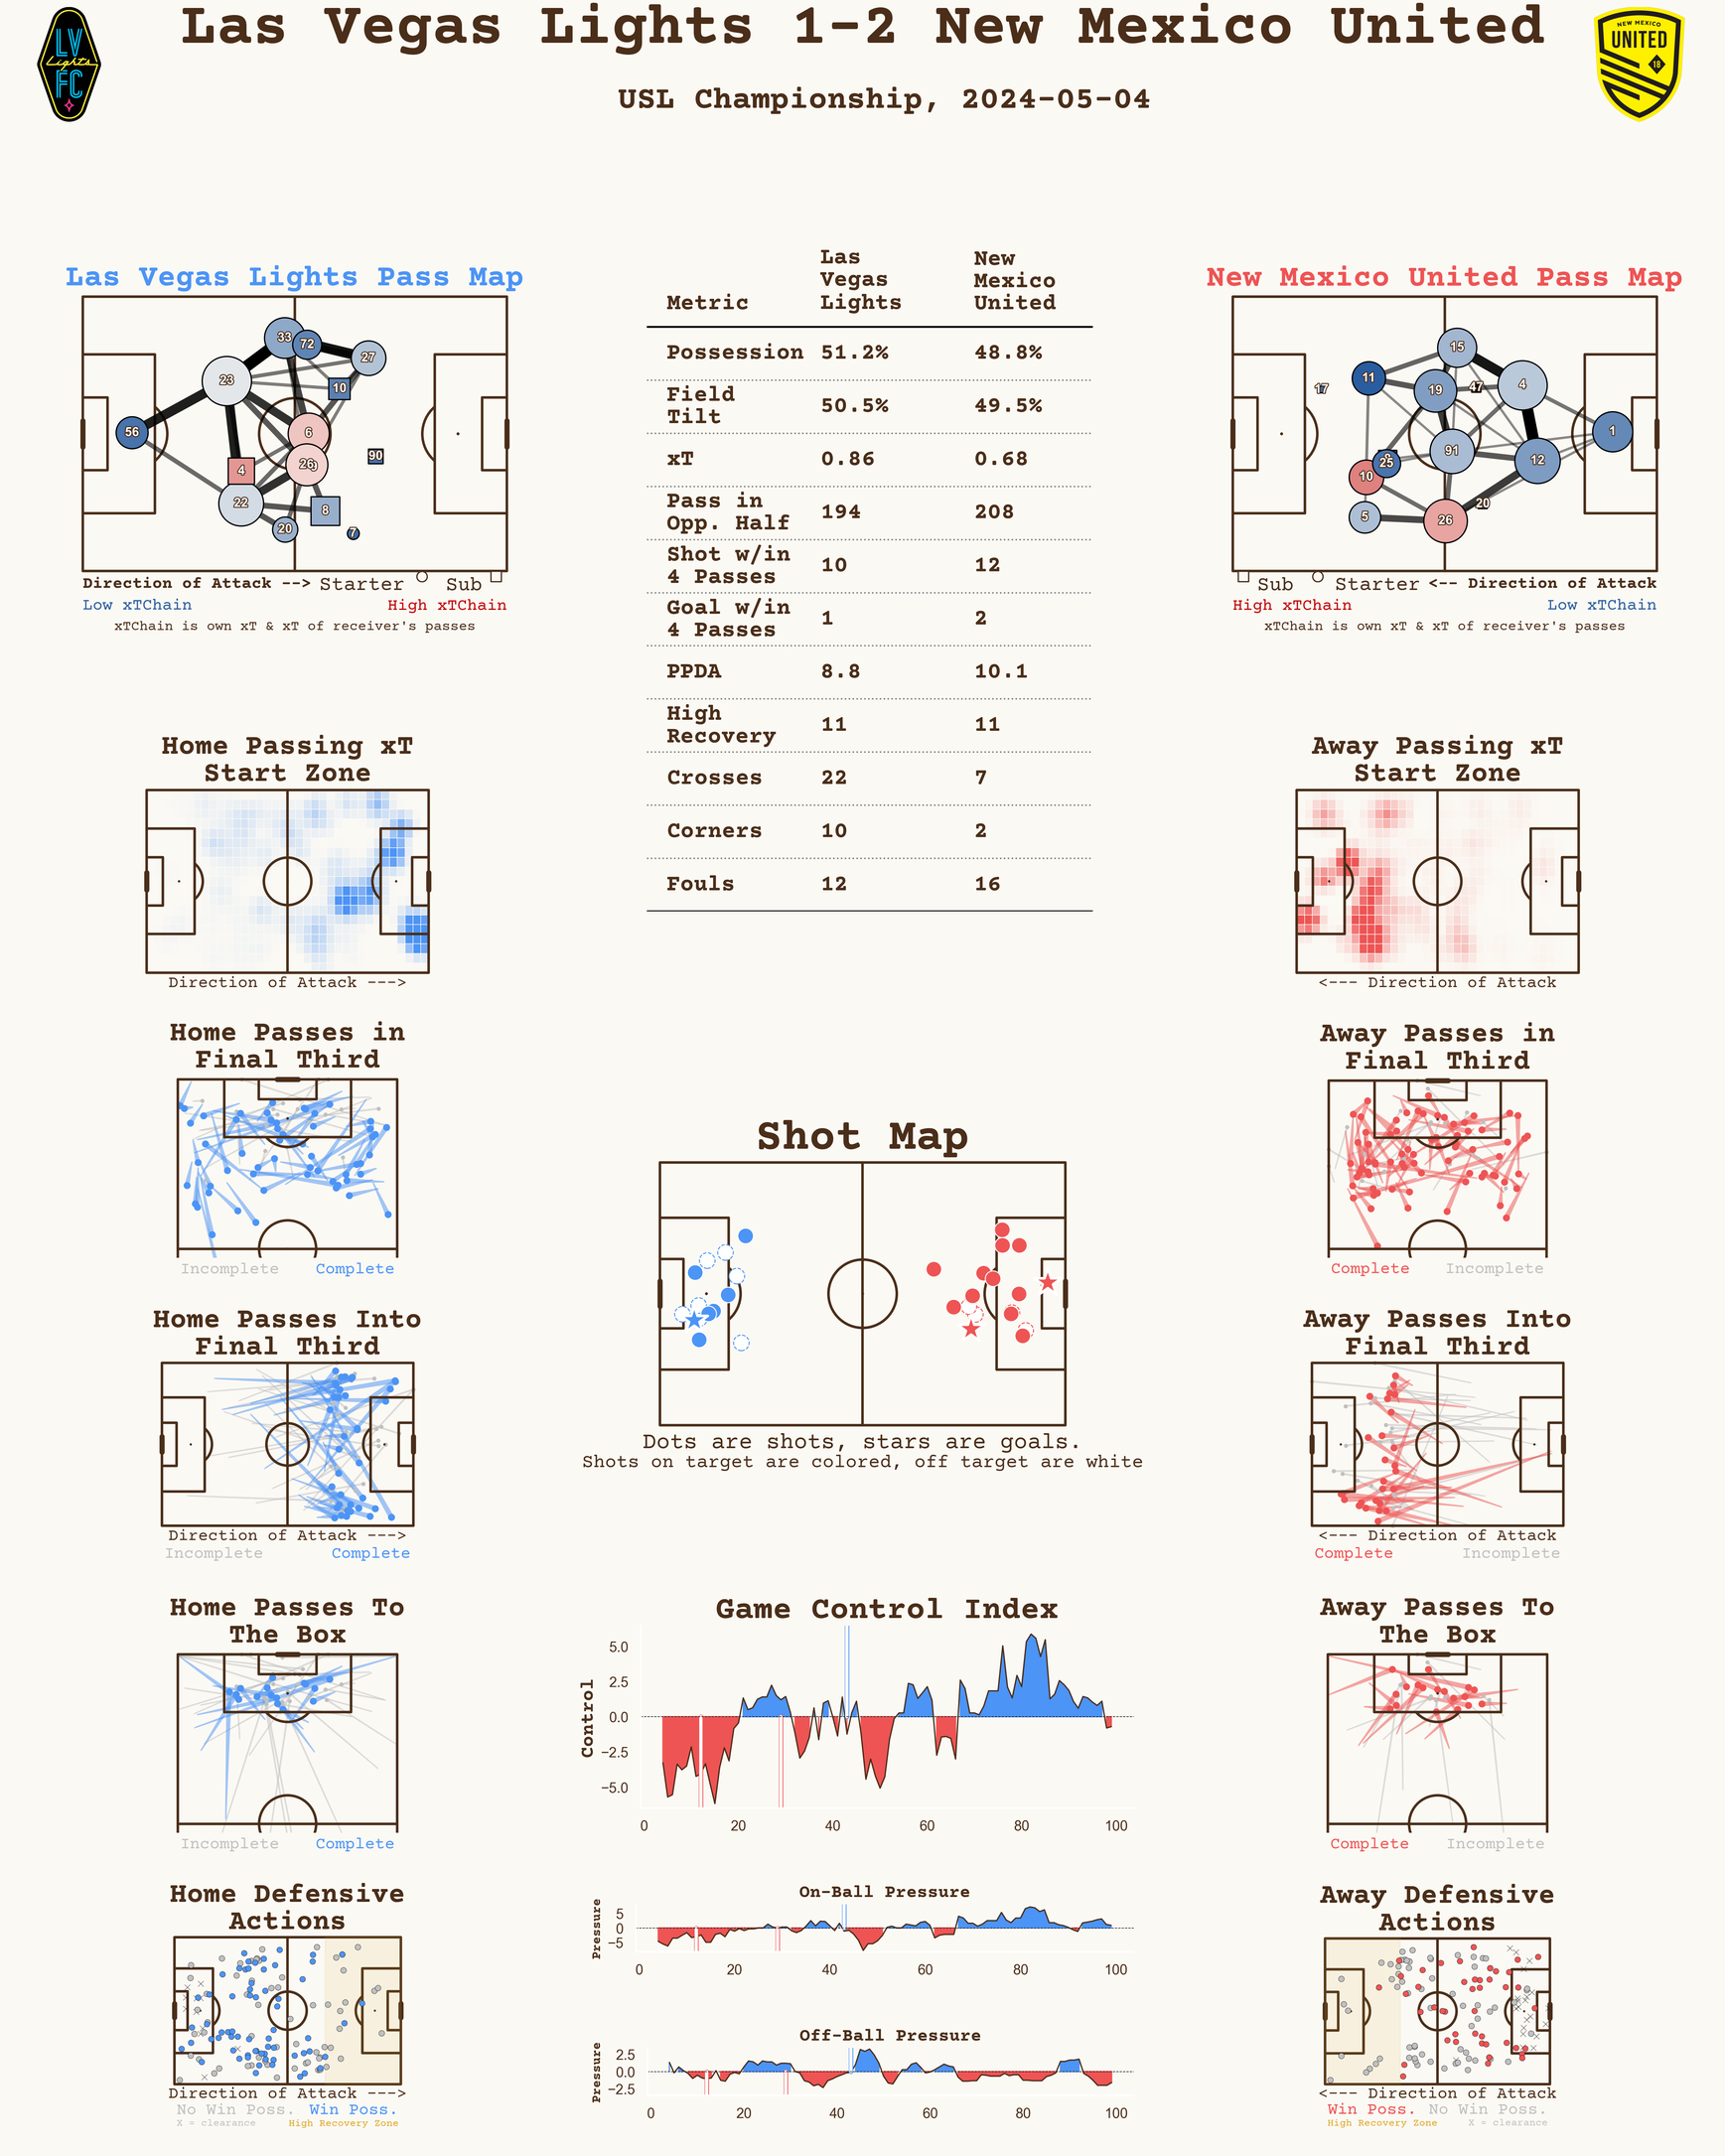 Las Vegas Lights 1-2 New Mexico United
USL Championship, 2024-05-04
LV
Lights
FC
NEW MEXICO
UNITED
18
Las Vegas Lights Pass Map
33
72
27
23
10
56
6
26
90
4
22
8
20
7
Direction of Attack --> Starter Sub
Low xTChain High xTChain
xTChain is own xT & xT of receiver's passes
Metric Las Vegas Lights New Mexico United
Possession 51.2% 48.8%
Field Tilt 50.5% 49.5%
xT 0.86 0.68
Pass in Opp. Half 194 208
Shot w/in 4 Passes 10 12
Goal w/in 4 Passes 1 2
PPDA 8.8 10.1
High Recovery 11 11
Crosses 22 7
Corners 10 2
Fouls 12 16
New Mexico United Pass Map
15
11
17
19
47
4
1
91
25
12
10
20
5
26
Sub Starter <-- Direction of Attack
High xTChain Low xTChain
xTChain is own xT & xT of receiver's passes
Home Passing xT
Start Zone
Direction of Attack --->
Away Passing xT
Start Zone
<--- Direction of Attack
Home Passes in
Final Third
Incomplete Complete
Away Passes in
Final Third
Complete Incomplete
Shot Map
Dots are shots, stars are goals.
Shots on target are colored, off target are white
Home Passes Into
Final Third
Direction of Attack --->
Incomplete Complete
Away Passes Into
Final Third
<--- Direction of Attack
Complete Incomplete
Home Passes To
The Box
Incomplete Complete
Game Control Index
Control
5.0
2.5
0.0
−2.5
−5.0
0 20 40 60 80 100
Away Passes To
The Box
Complete Incomplete
Home Defensive
Actions
Direction of Attack --->
No Win Poss. Win Poss.
X = clearance High Recovery Zone
On-Ball Pressure
Pressure
5
0
−5
0 20 40 60 80 100
Off-Ball Pressure
Pressure
2.5
0.0
−2.5
0 20 40 60 80 100
Away Defensive
Actions
<--- Direction of Attack
Win Poss. No Win Poss.
High Recovery Zone X = clearance